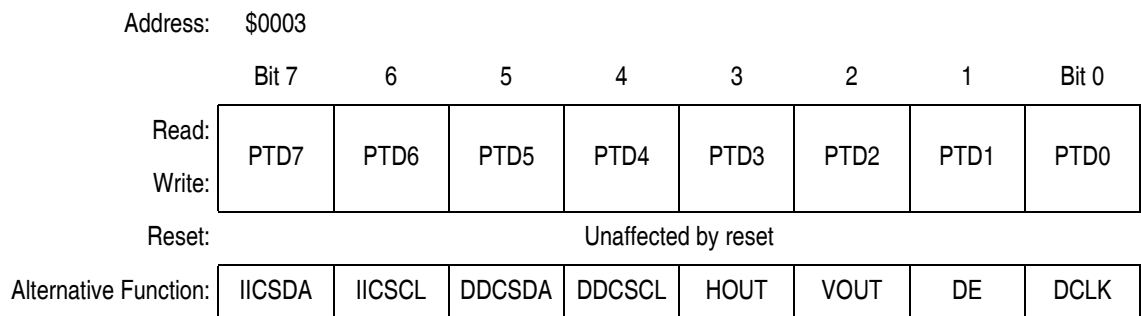 Address: $0003
Bit 7 6 5 4 3 2 1 Bit 0
Read:
PTD7 PTD6 PTD5 PTD4 PTD3 PTD2 PTD1 PTD0
Write:
Reset: Unaffected by reset
Alternative Function: IICSDA IICSCL DDCSDA DDCSCL HOUT VOUT DE DCLK